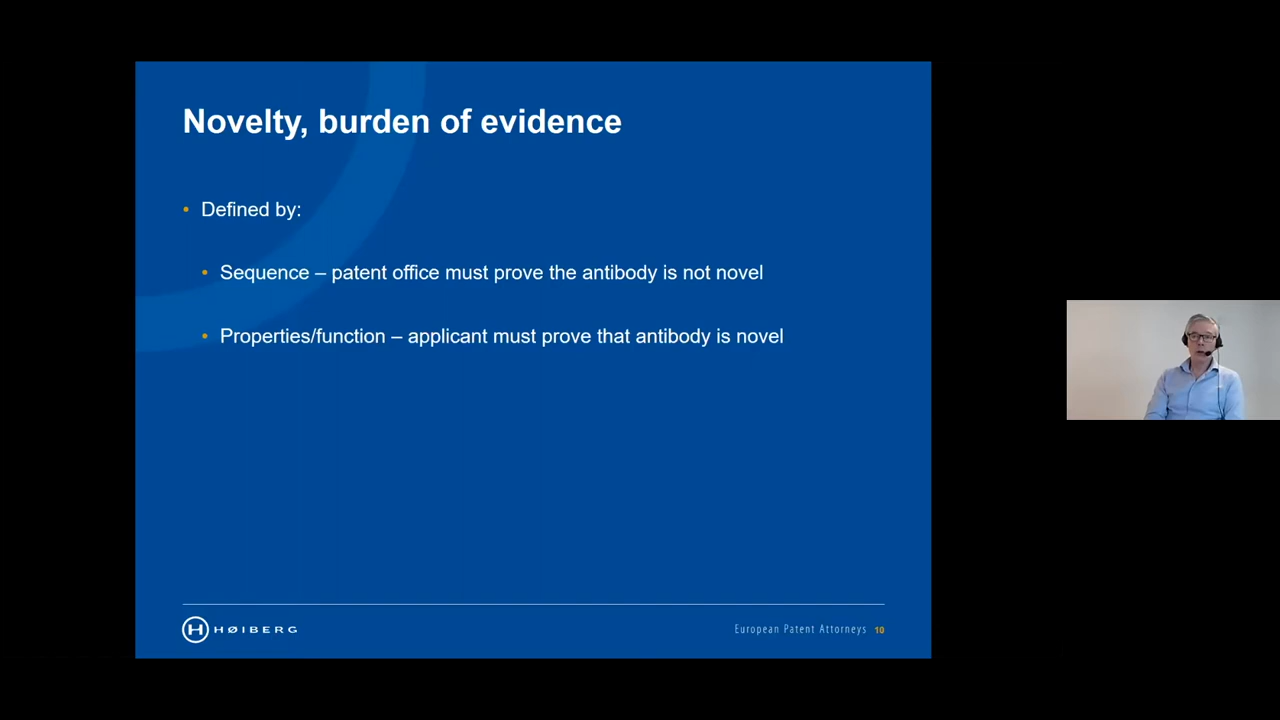 Novelty, burden of evidence
• Defined by:
• Sequence – patent office must prove the antibody is not novel
• Properties/function – applicant must prove that antibody is novel
H HØIBERG
European Patent Attorneys 10